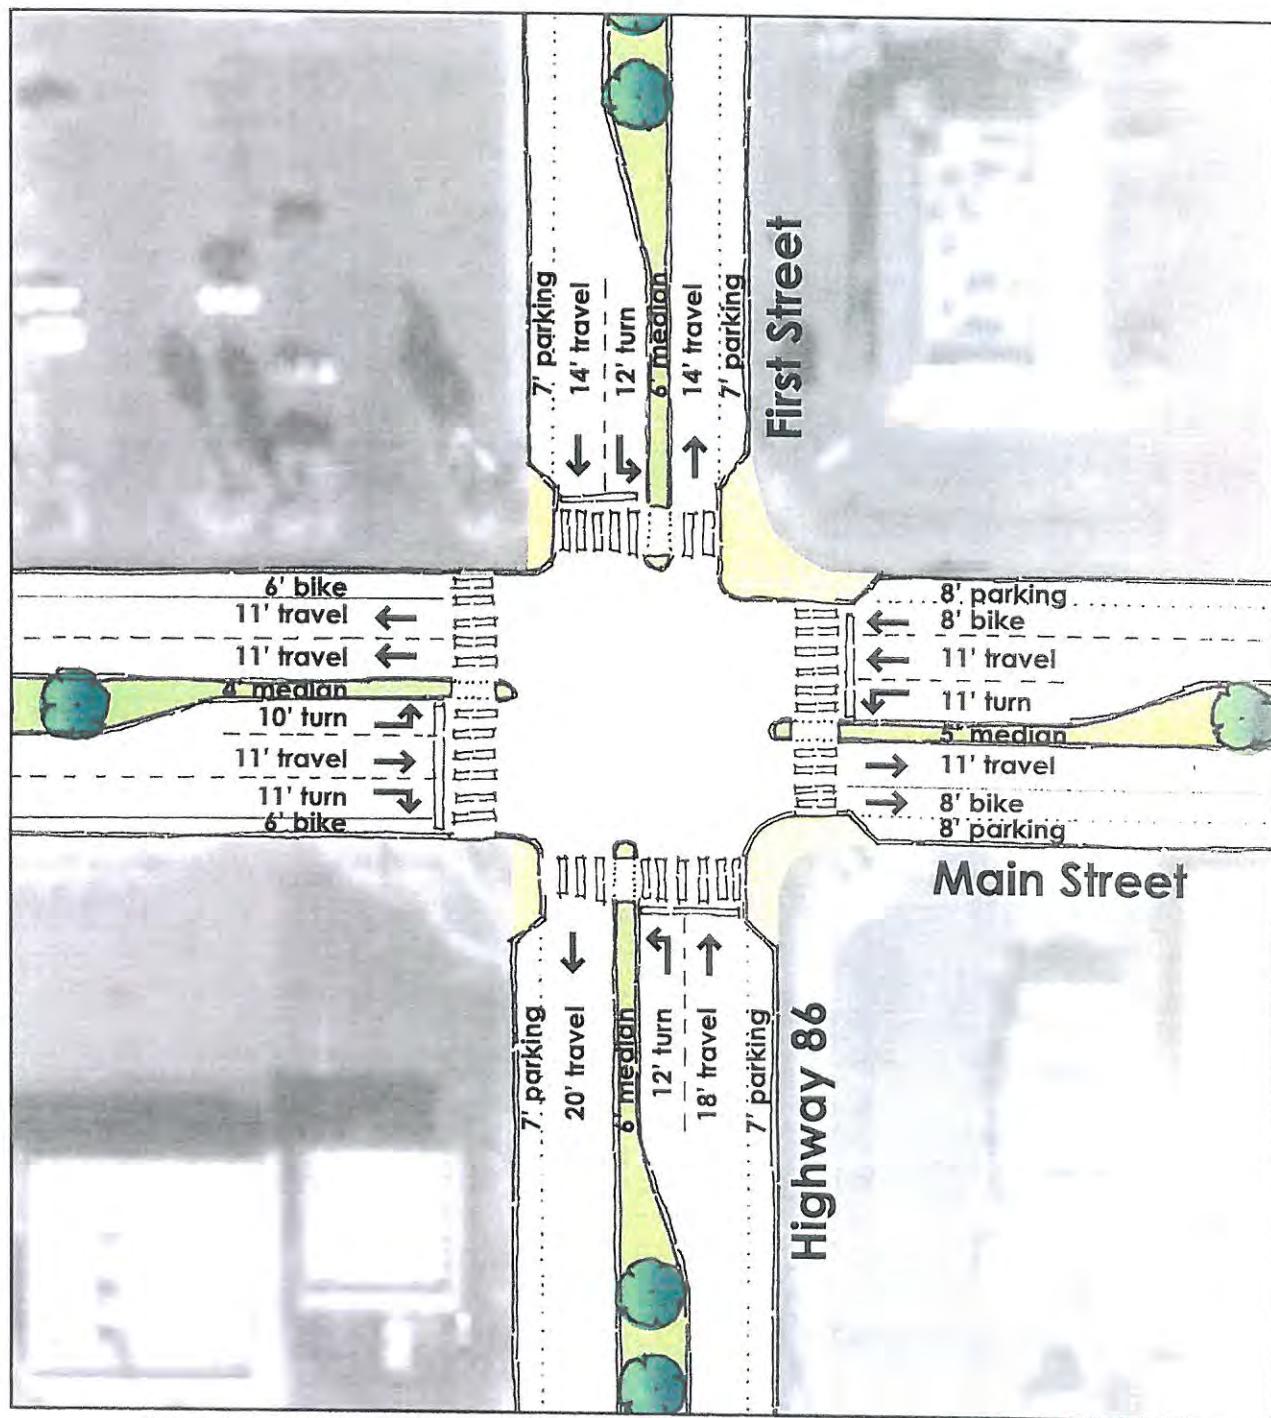 7' parking
14' travel
12' turn
6' median
14' travel
7' parking
First Street
6' bike
11' travel
11' travel
4' median
10' turn
11' travel
11' turn
6' bike
8' parking
8' bike
11' travel
11' turn
5' median
11' travel
8' bike
8' parking
Main Street
7' parking
20' travel
6' median
12' turn
18' travel
7' parking
Highway 86